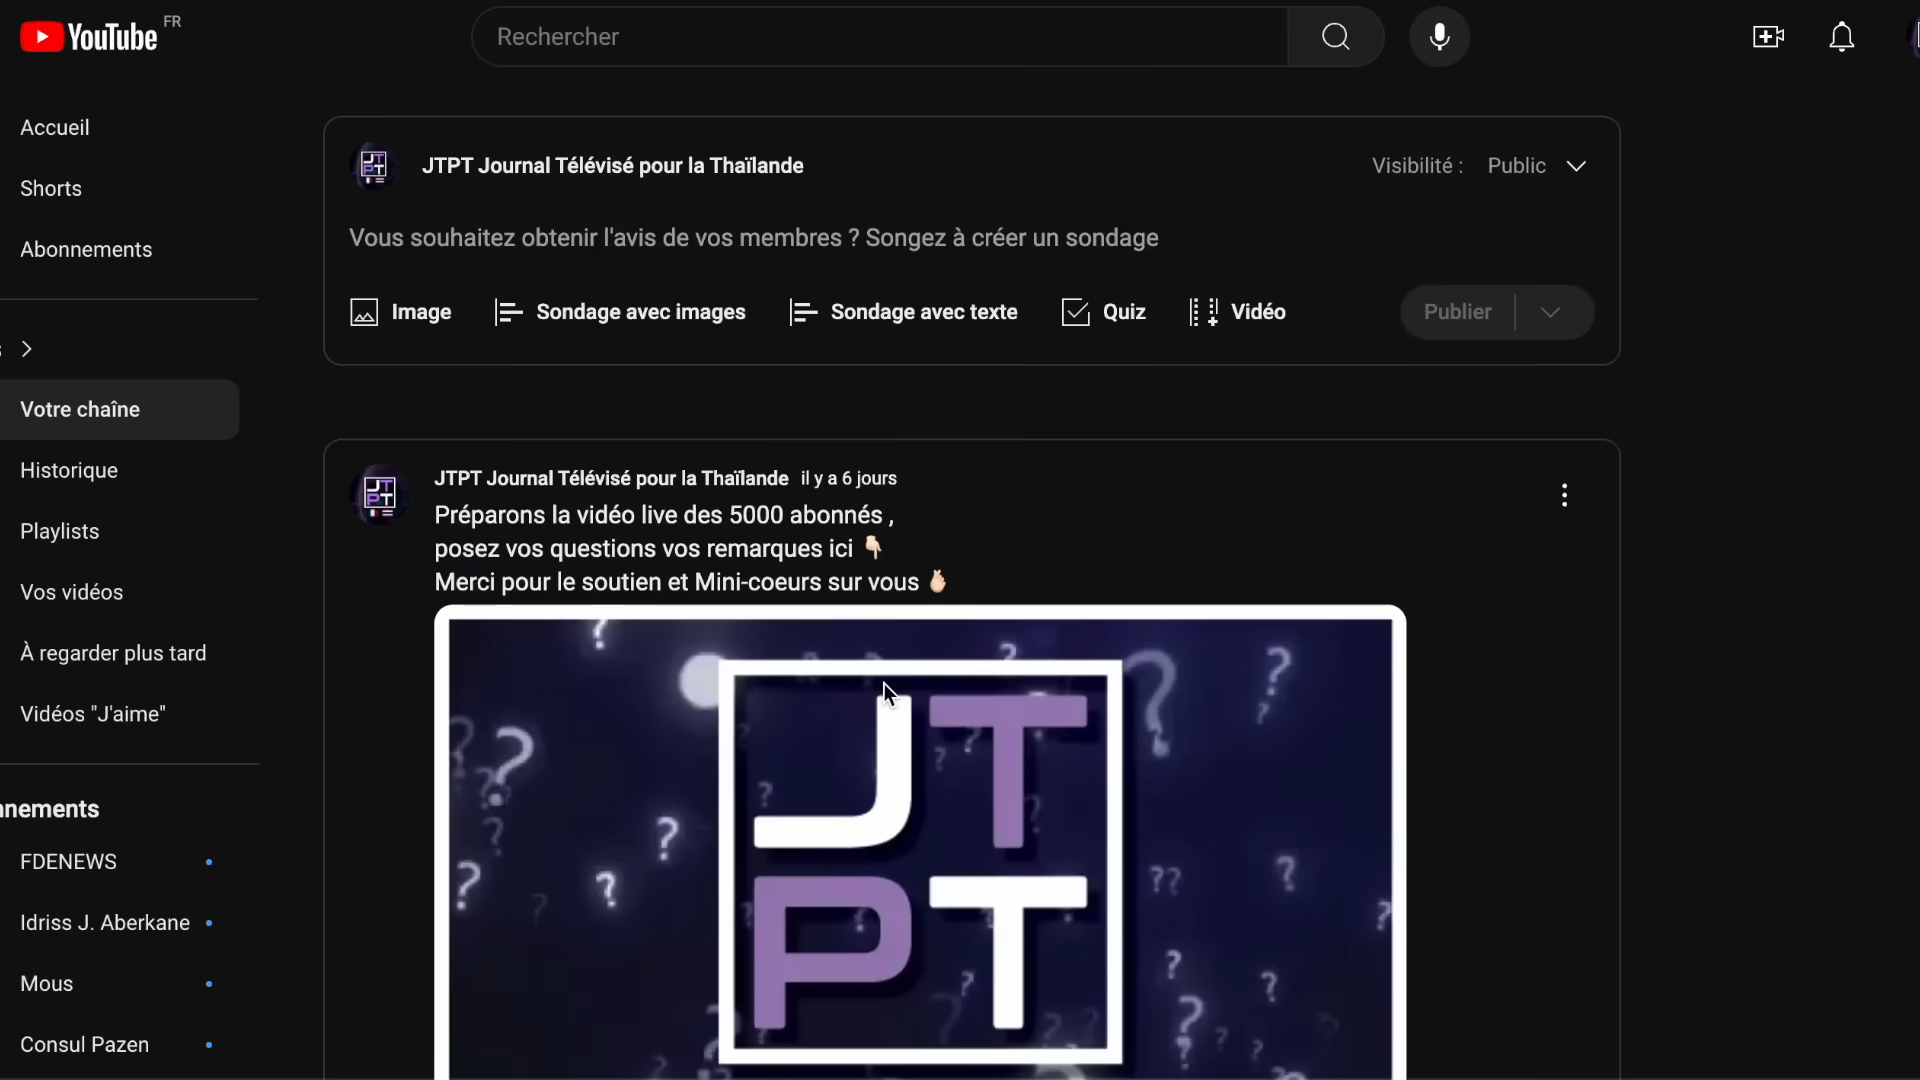 YouTube FR
Rechercher
Accueil
Shorts
Abonnements
Votre chaîne
Historique
Playlists
Vos vidéos
À regarder plus tard
Vidéos "J'aime"
nnements
FDENEWS
Idriss J. Aberkane
Mous
Consul Pazen
JTPT Journal Télévisé pour la Thaïlande
Visibilité : Public
Vous souhaitez obtenir l'avis de vos membres ? Songez à créer un sondage
Image Sondage avec images Sondage avec texte Quiz Vidéo Publier
JTPT Journal Télévisé pour la Thaïlande il y a 6 jours
Préparons la vidéo live des 5000 abonnés ,
posez vos questions vos remarques ici 👇🏻
Merci pour le soutien et Mini-coeurs sur vous 🫰🏻
JT
PT